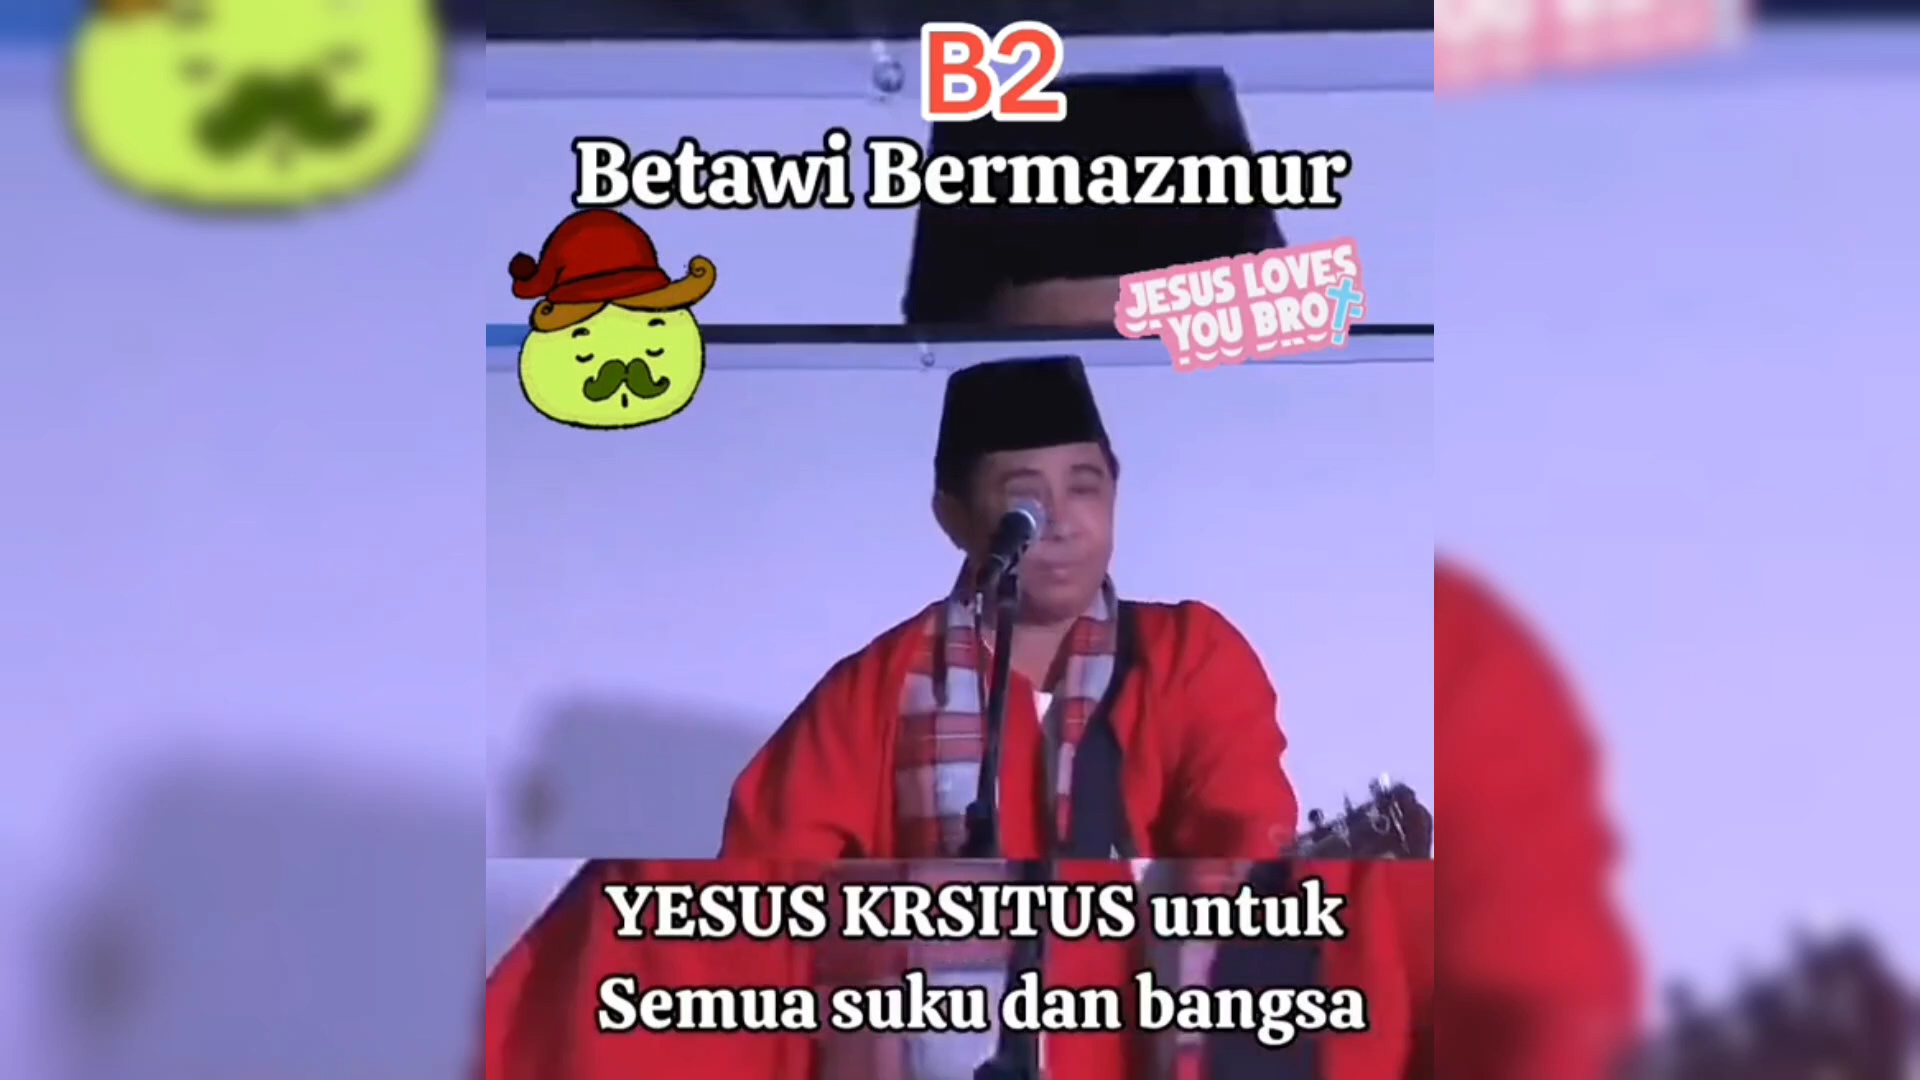 B2
Betawi Bermazmur
JESUS LOVES
YOU BRO
YESUS KRSITUS untuk
Semua suku dan bangsa